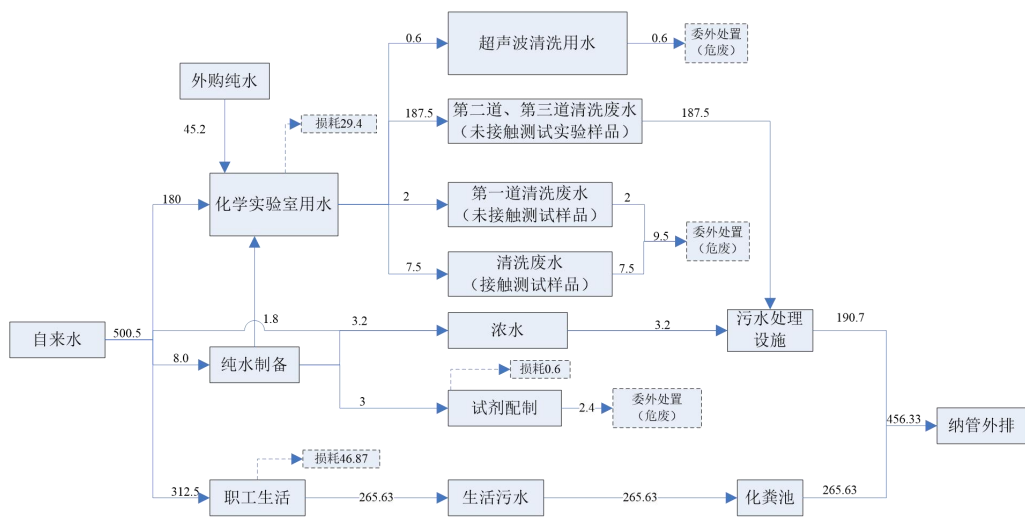 0.6
超声波清洗用水
0.6
委外处置
（危废）
外购纯水
45.2
损耗29.4
187.5
第二道、第三道清洗废水
（未接触测试实验样品）
187.5
180
化学实验室用水
2
第一道清洗废水
（未接触测试样品）
2
9.5
委外处置
（危废）
7.5
清洗废水
（接触测试样品）
7.5
自来水
500.5
1.8
3.2
浓水
3.2
污水处理
设施
190.7
8.0
纯水制备
损耗0.6
3
试剂配制
2.4
委外处置
（危废）
456.33
纳管外排
损耗46.87
312.5
职工生活
265.63
生活污水
265.63
化粪池
265.63